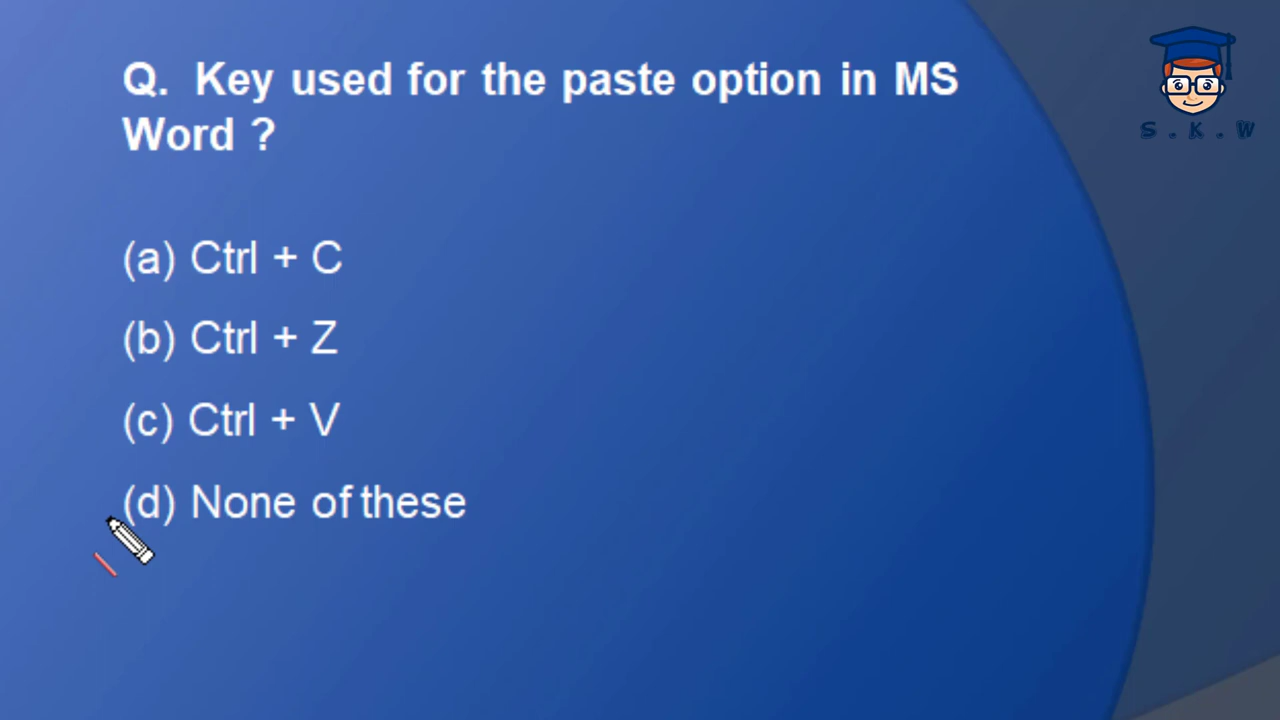 Q. Key used for the paste option in MS
Word ?
(a) Ctrl + C
(b) Ctrl + Z
(c) Ctrl + V
(d) None of these
S . K . W